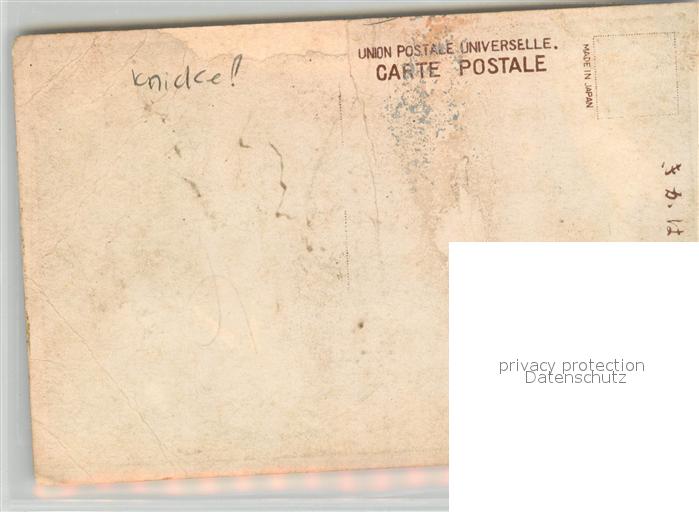 UNION POSTALE UNIVERSELLE.
CARTE POSTALE
MADE IN JAPAN
Knicke!
privacy protection
Datenschutz